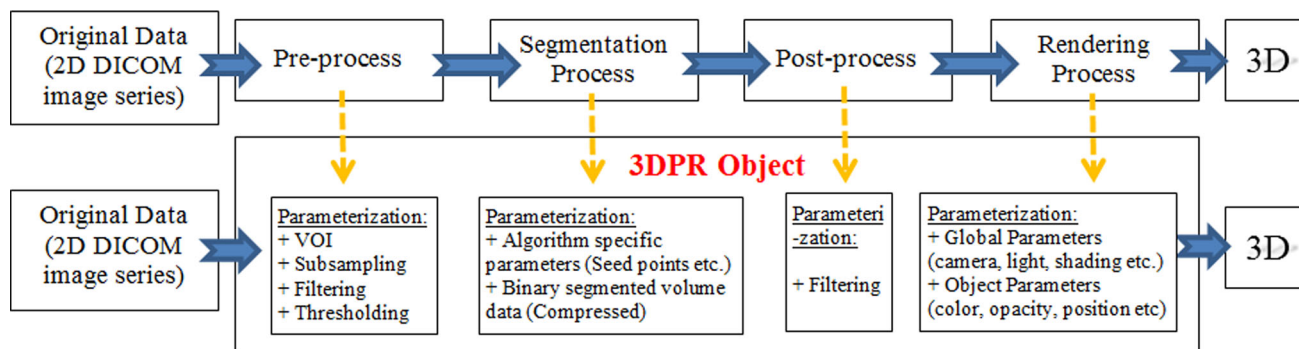 Original Data
(2D DICOM
image series)
Pre-process
Segmentation
Process
Post-process
Rendering
Process
3D
3DPR Object
Original Data
(2D DICOM
image series)
Parameterization:
+ VOI
+ Subsampling
+ Filtering
+ Thresholding
Parameterization:
+ Algorithm specific
parameters (Seed points etc.)
+ Binary segmented volume
data (Compressed)
Parameteri
-zation:
+ Filtering
Parameterization:
+ Global Parameters
(camera, light, shading etc.)
+ Object Parameters
(color, opacity, position etc)
3D